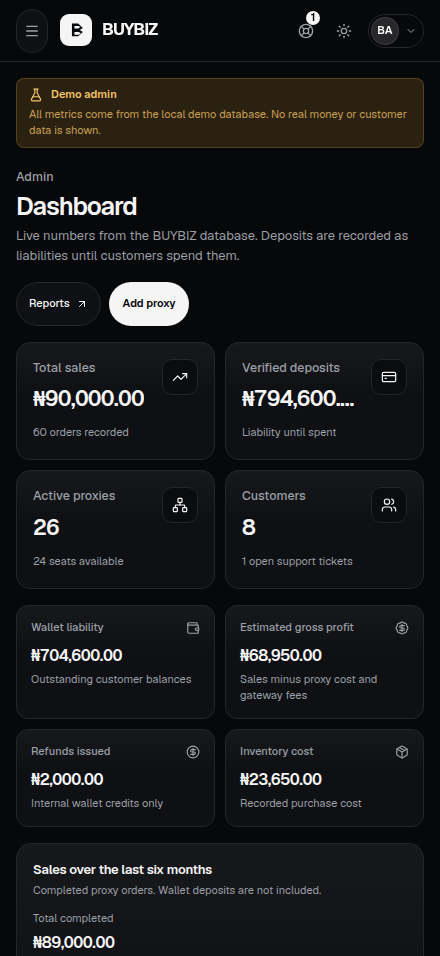 BUYBIZ
1
BA
Demo admin
All metrics come from the local demo database. No real money or customer
data is shown.
Admin
Dashboard
Live numbers from the BUYBIZ database. Deposits are recorded as
liabilities until customers spend them.
Reports
Add proxy
Total sales
₦90,000.00
60 orders recorded
Verified deposits
₦794,600....
Liability until spent
Active proxies
26
24 seats available
Customers
8
1 open support tickets
Wallet liability
₦704,600.00
Outstanding customer balances
Estimated gross profit
₦68,950.00
Sales minus proxy cost and
gateway fees
Refunds issued
₦2,000.00
Internal wallet credits only
Inventory cost
₦23,650.00
Recorded purchase cost
Sales over the last six months
Completed proxy orders. Wallet deposits are not included.
Total completed
₦89,000.00